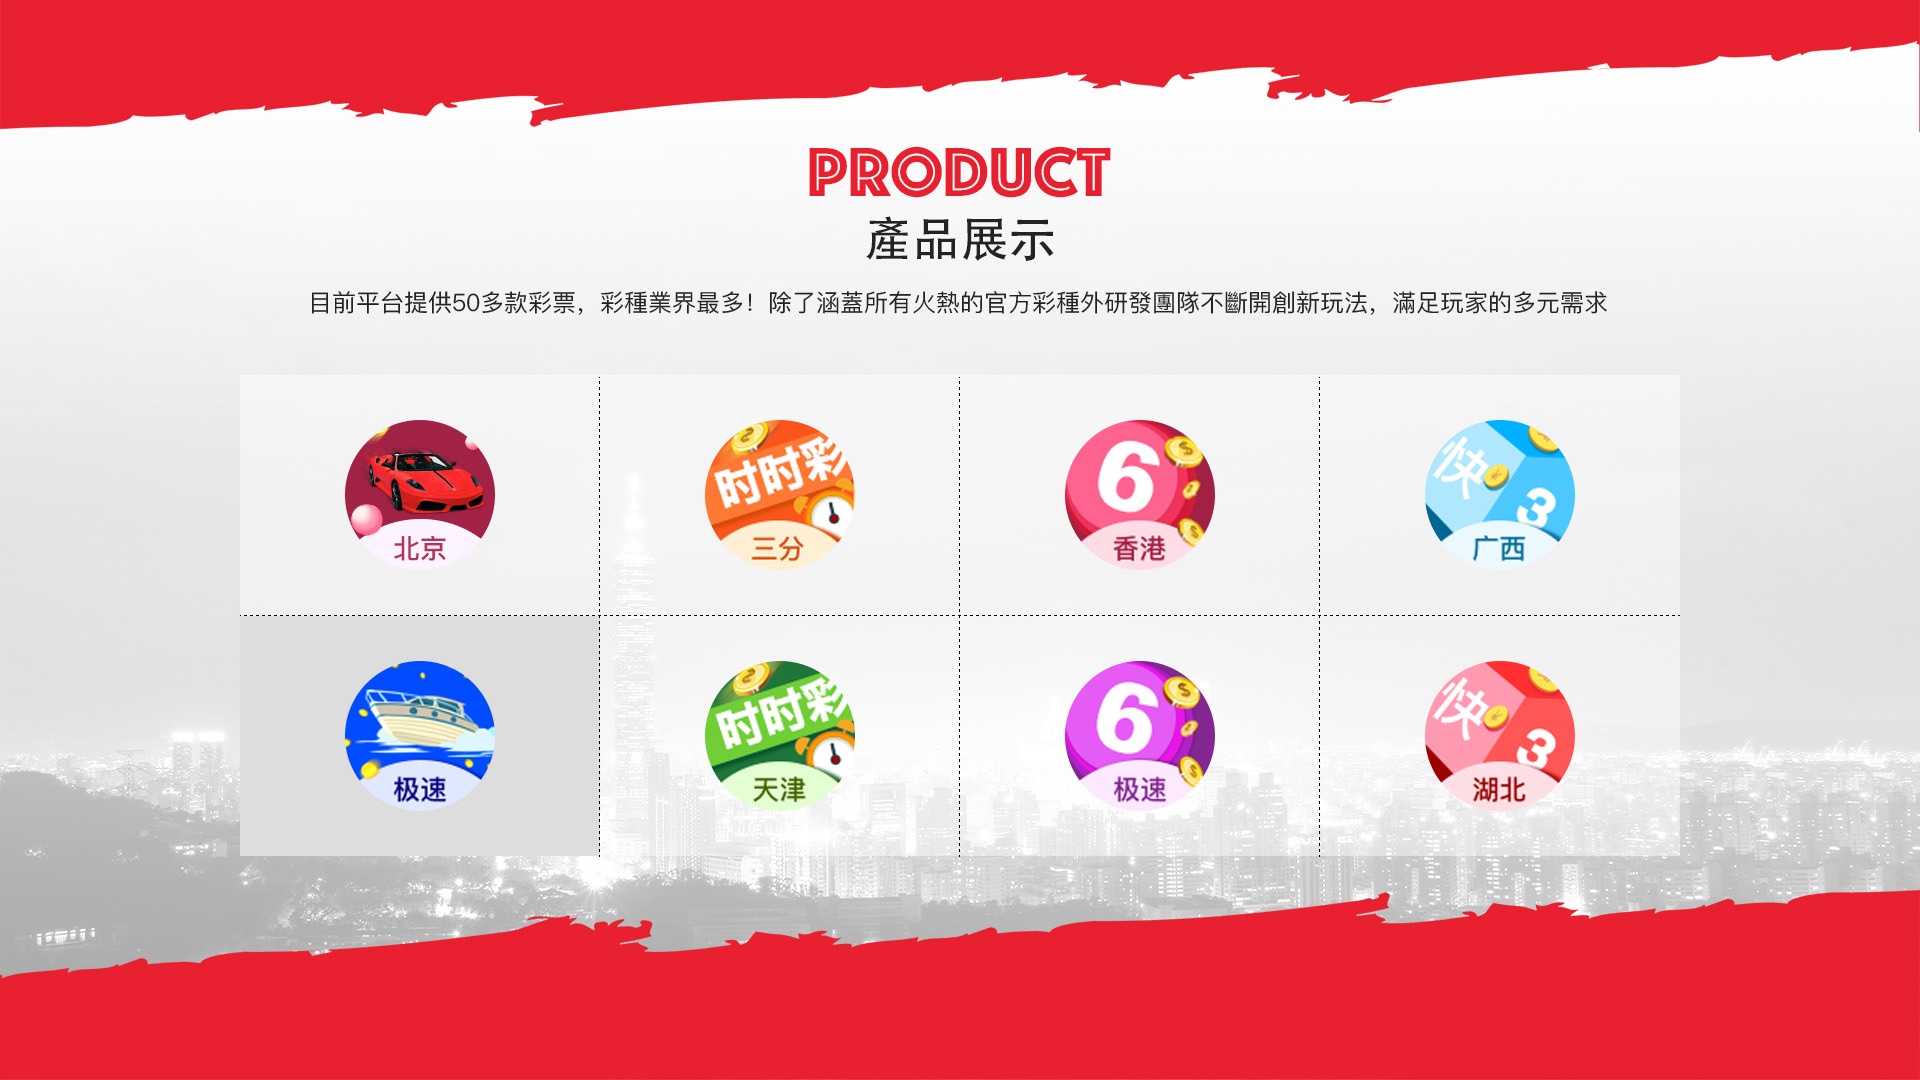 PRODUCT
產品展示
目前平台提供50多款彩票，彩種業界最多！除了涵蓋所有火熱的官方彩種外研發團隊不斷開創新玩法，滿足玩家的多元需求
北京
时时彩
三分
6
香港
快3
广西
极速
时时彩
天津
6
极速
快3
湖北